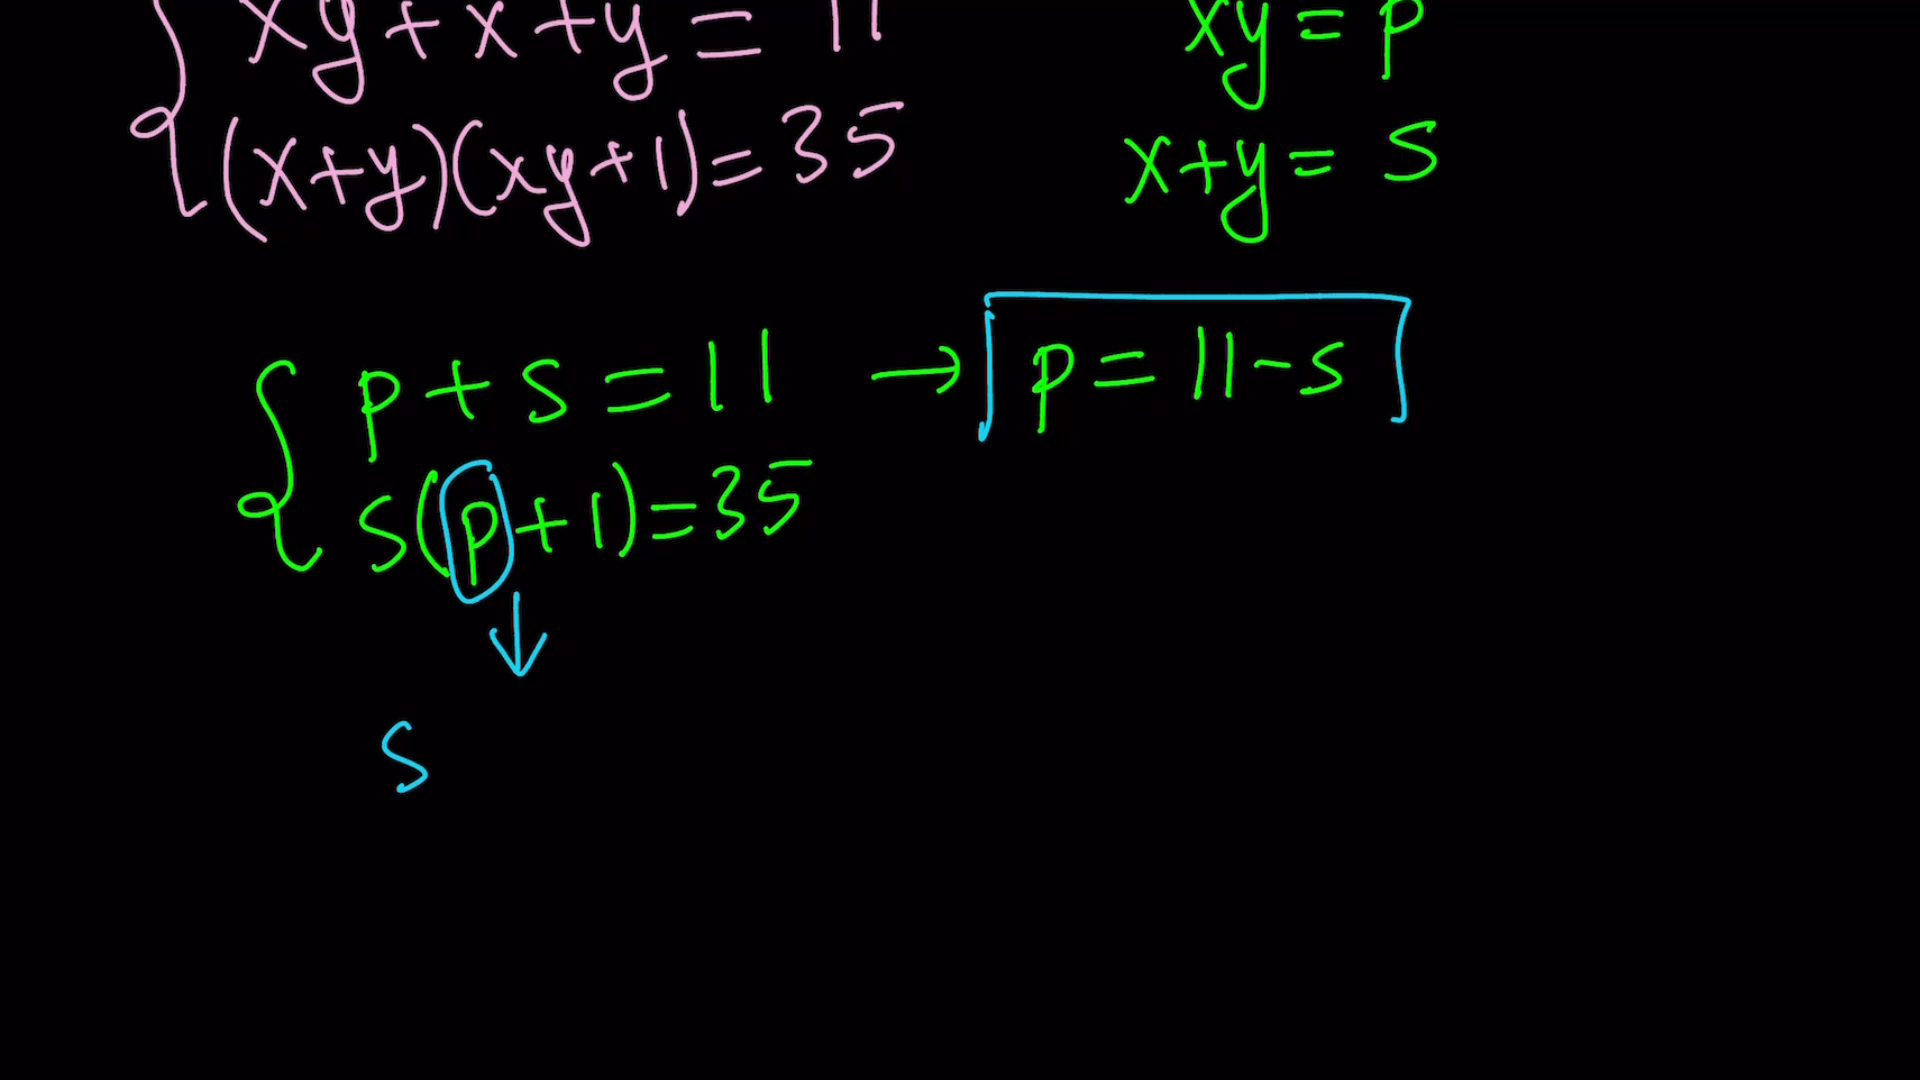 xy+x+y=11
(x+y)(xy+1)=35
xy=p
x+y=s
p+s=11 → p=11-s
s(p+1)=35
↓
s